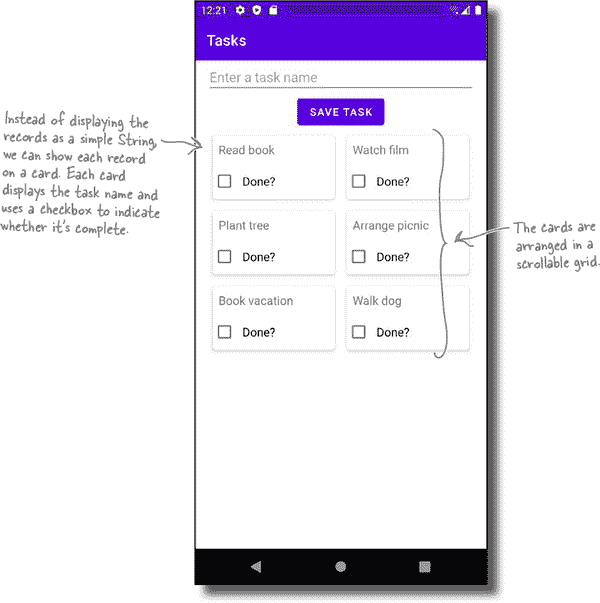 12:21
Tasks
Enter a task name
SAVE TASK
Instead of displaying the
records as a simple String,
we can show each record
on a card. Each card
displays the task name and
uses a checkbox to indicate
whether it's complete.
Read book
Watch film
Done?
Done?
Plant tree
Arrange picnic
Done?
Done?
Book vacation
Walk dog
Done?
Done?
The cards are
arranged in a
scrollable grid.